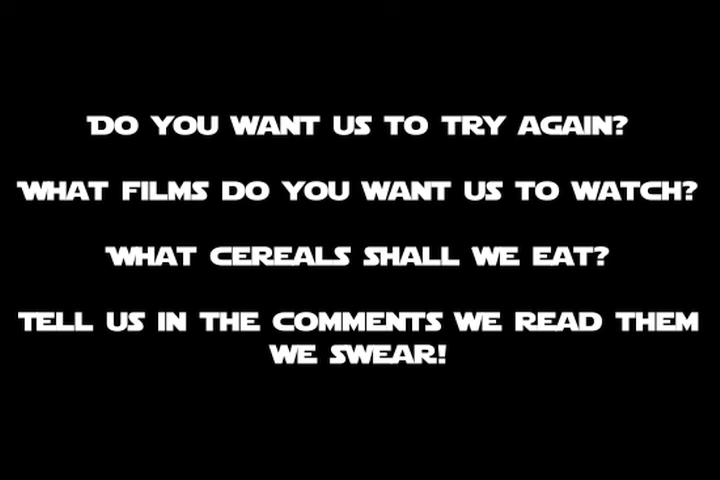 Do you want us to try again?
What films do you want us to watch?
What cereals shall we eat?
tell us in the comments we read them
we swear!